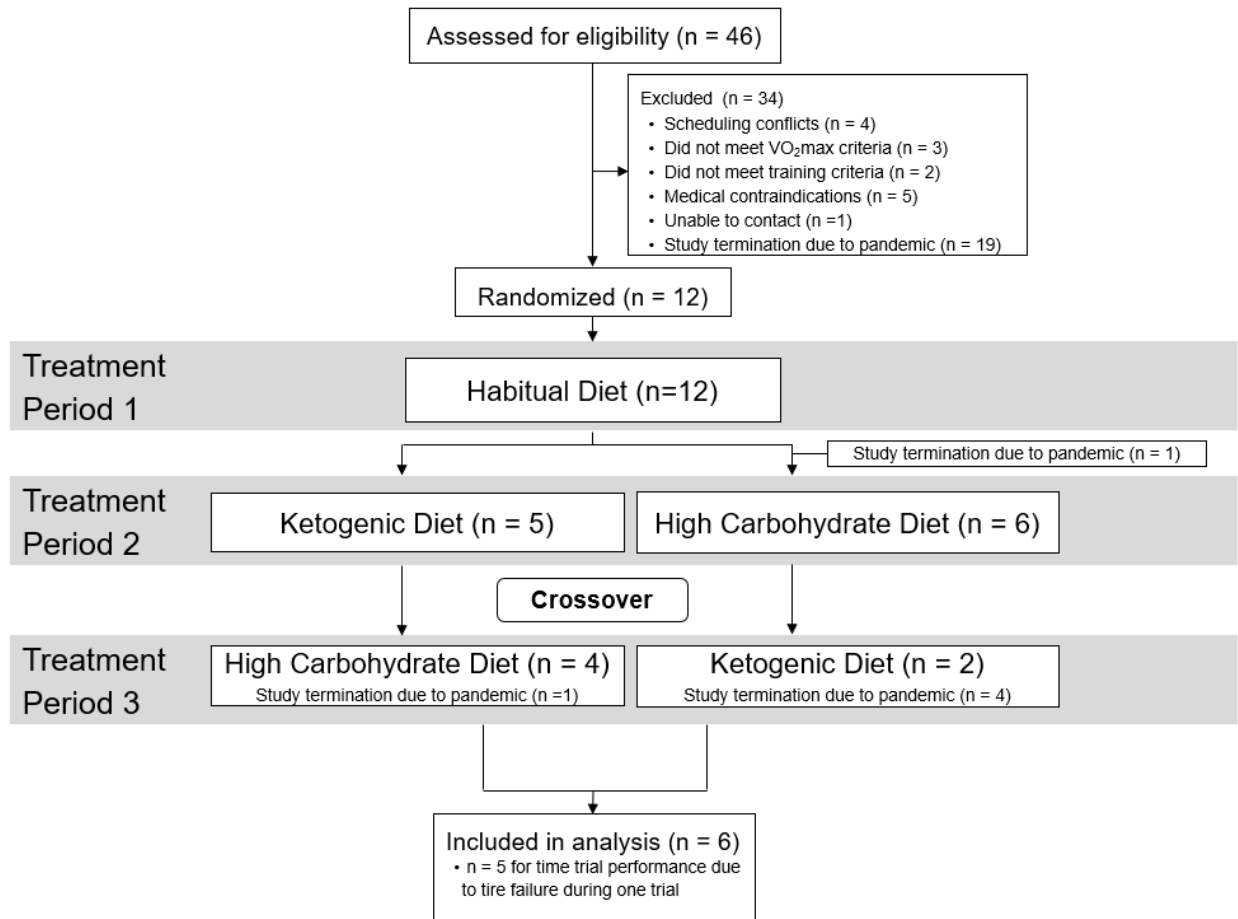 Assessed for eligibility (n = 46)
Excluded (n = 34)
• Scheduling conflicts (n = 4)
• Did not meet VO₂max criteria (n = 3)
• Did not meet training criteria (n = 2)
• Medical contraindications (n = 5)
• Unable to contact (n =1)
• Study termination due to pandemic (n = 19)
Randomized (n = 12)
Treatment
Period 1
Habitual Diet (n=12)
Study termination due to pandemic (n = 1)
Treatment
Period 2
Ketogenic Diet (n = 5)
High Carbohydrate Diet (n = 6)
Crossover
Treatment
Period 3
High Carbohydrate Diet (n = 4)
Study termination due to pandemic (n =1)
Ketogenic Diet (n = 2)
Study termination due to pandemic (n = 4)
Included in analysis (n = 6)
• n = 5 for time trial performance due
to tire failure during one trial